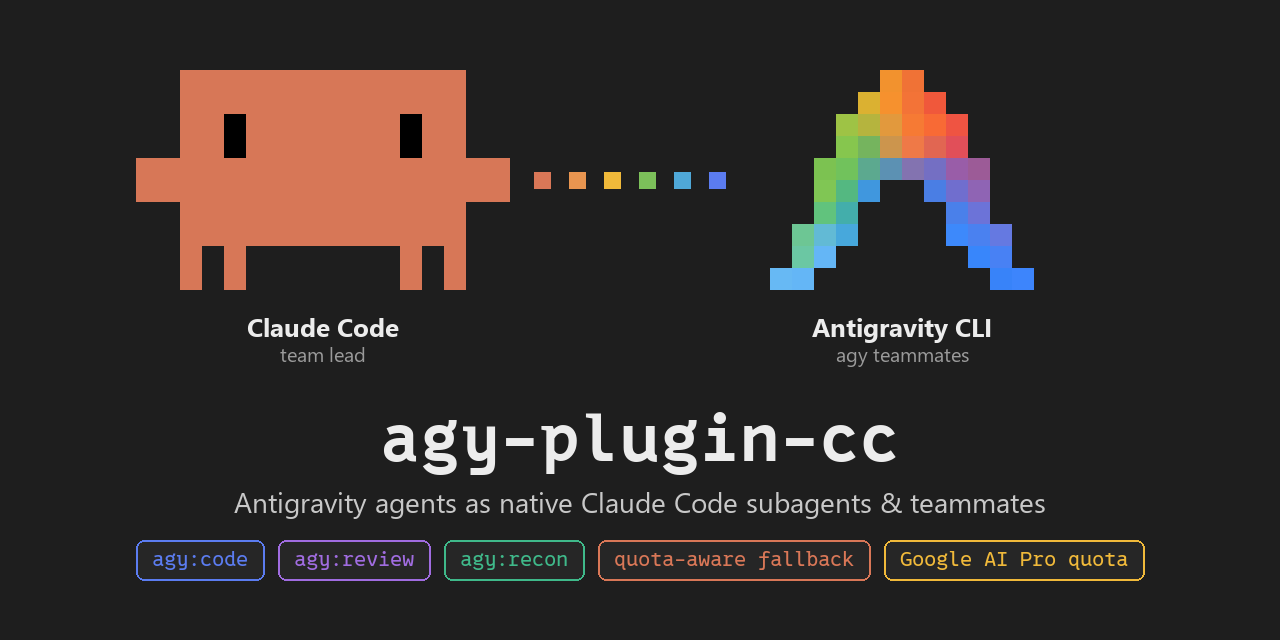 Claude Code
team lead
Antigravity CLI
agy teammates
agy-plugin-cc
Antigravity agents as native Claude Code subagents & teammates
agy:code
agy:review
agy:recon
quota-aware fallback
Google AI Pro quota